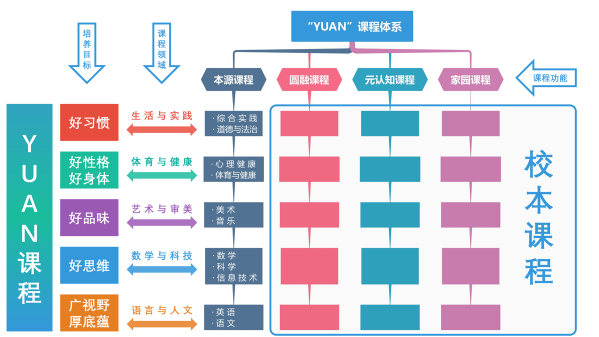 "YUAN"课程体系
培养目标
课程领域
本源课程
圆融课程
元认知课程
家园课程
课程功能
YUAN课程
好习惯
生活与实践
·综合实践
·道德与法治
好性格
好身体
体育与健康
·心理健康
·体育与健康
好品味
艺术与审美
·美术
·音乐
好思维
数学与科技
·数学
·科学
·信息技术
广视野
厚底蕴
语言与人文
·英语
·语文
校本课程